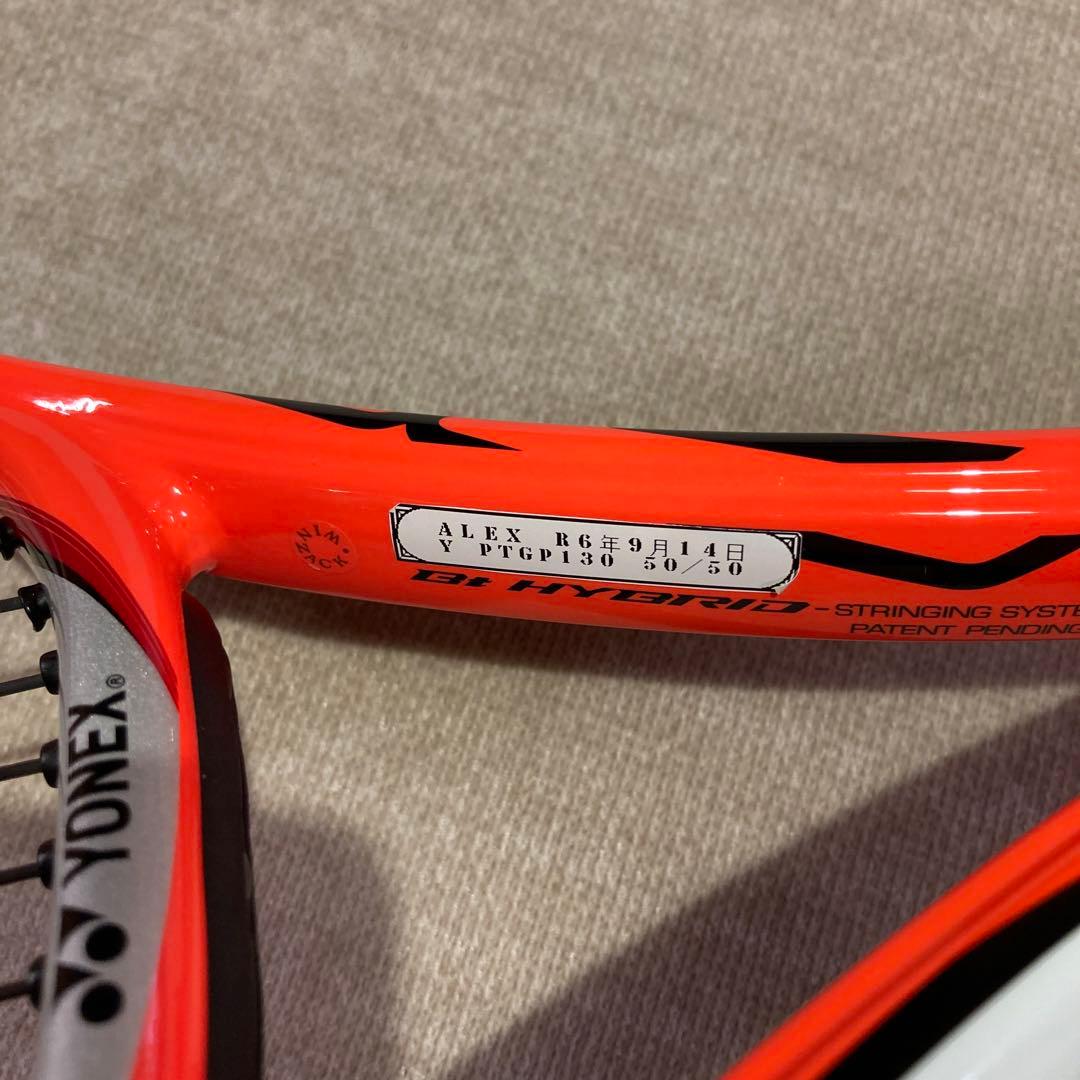 ALEX R6年9月14日
Y PTGP130 50/50
WINZACK®
Bt HYBRID-STRINGING SYSTE
PATENT PENDING
YONEX®